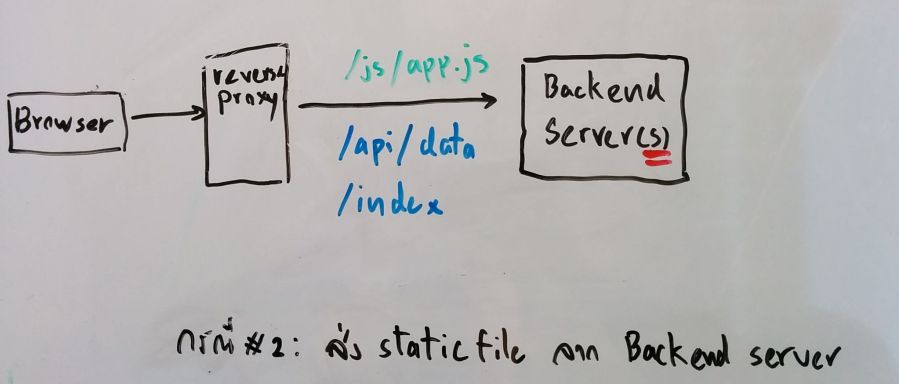 Browser
reverse
proxy
/js/app.js
/api/data
/index
Backend
Server(s)
กรณี #2: ส่ง static file จาก Backend server